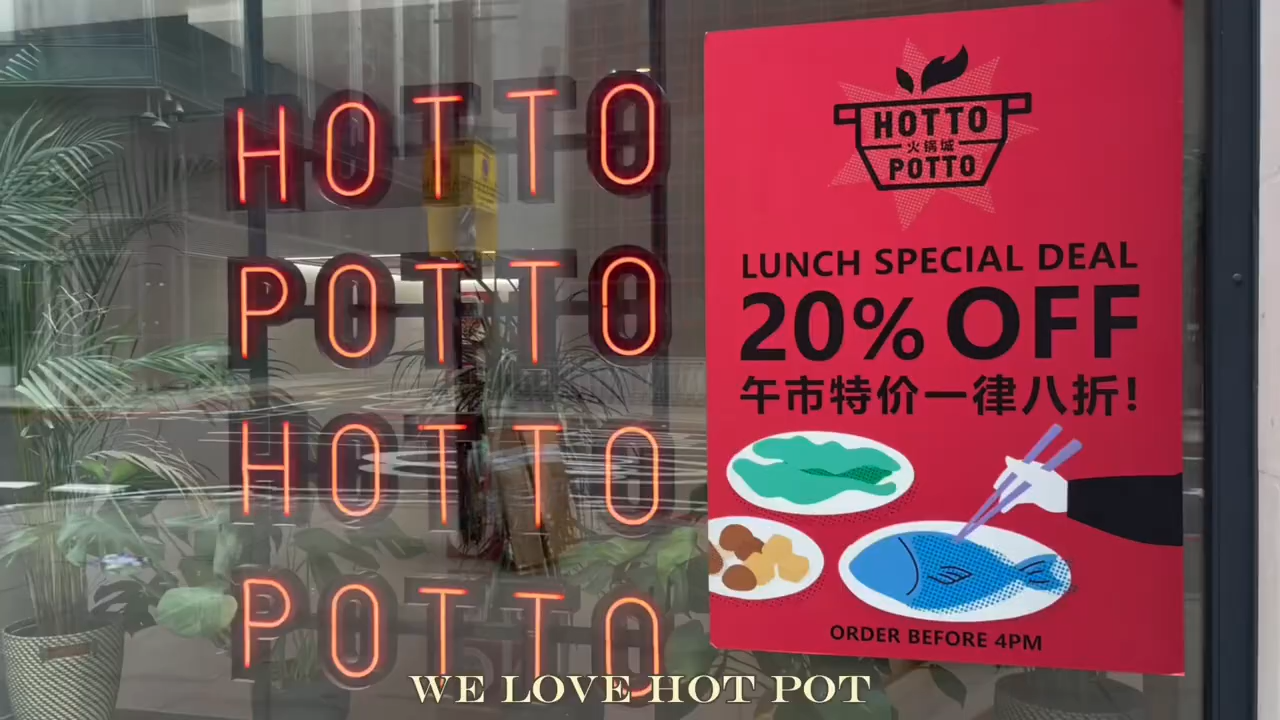 HOTTO
POTTO
HOTTO
POTTO
HOTTO
火锅城
POTTO
LUNCH SPECIAL DEAL
20% OFF
午市特价一律八折!
ORDER BEFORE 4PM
WE LOVE HOT POT